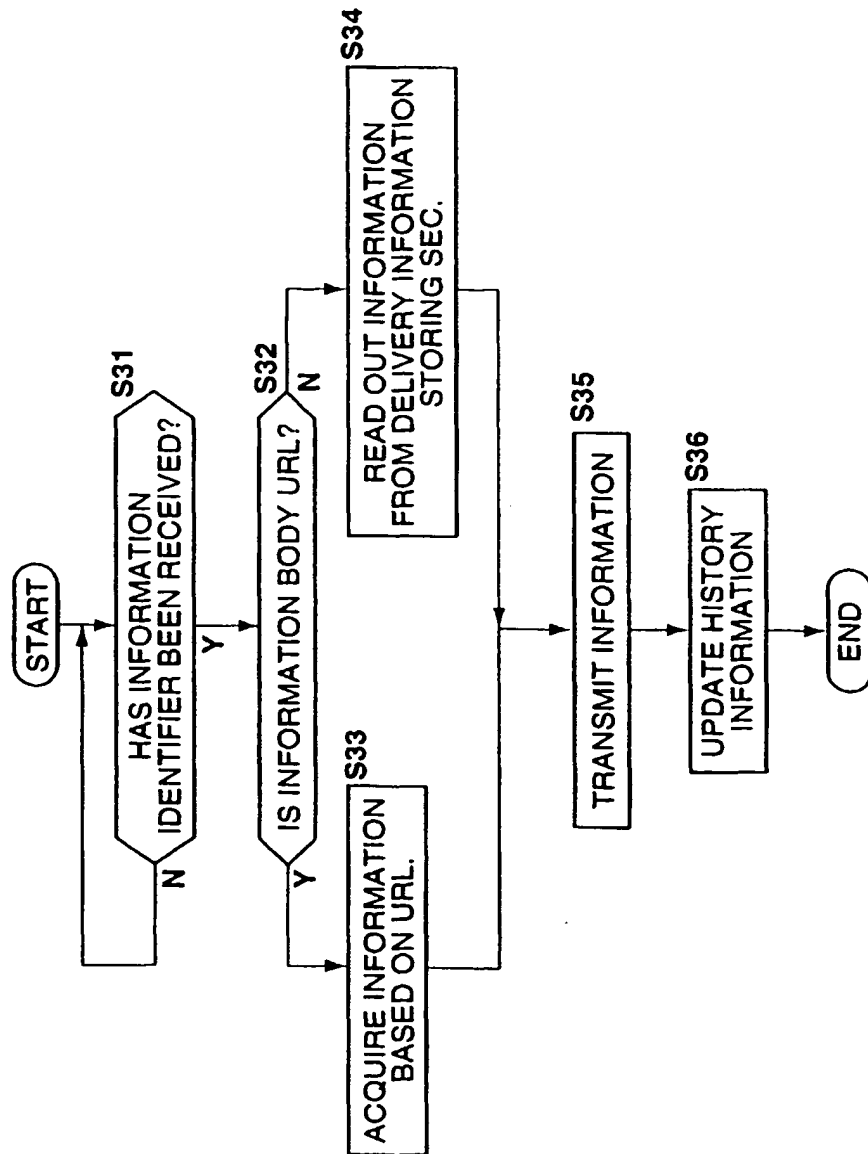 START
HAS INFORMATION
IDENTIFIER BEEN RECEIVED?
S31
N
Y
IS INFORMATION BODY URL?
S32
Y
N
ACQUIRE INFORMATION
BASED ON URL.
S33
READ OUT INFORMATION
FROM DELIVERY INFORMATION
STORING SEC.
S34
TRANSMIT INFORMATION
S35
UPDATE HISTORY
INFORMATION
S36
END